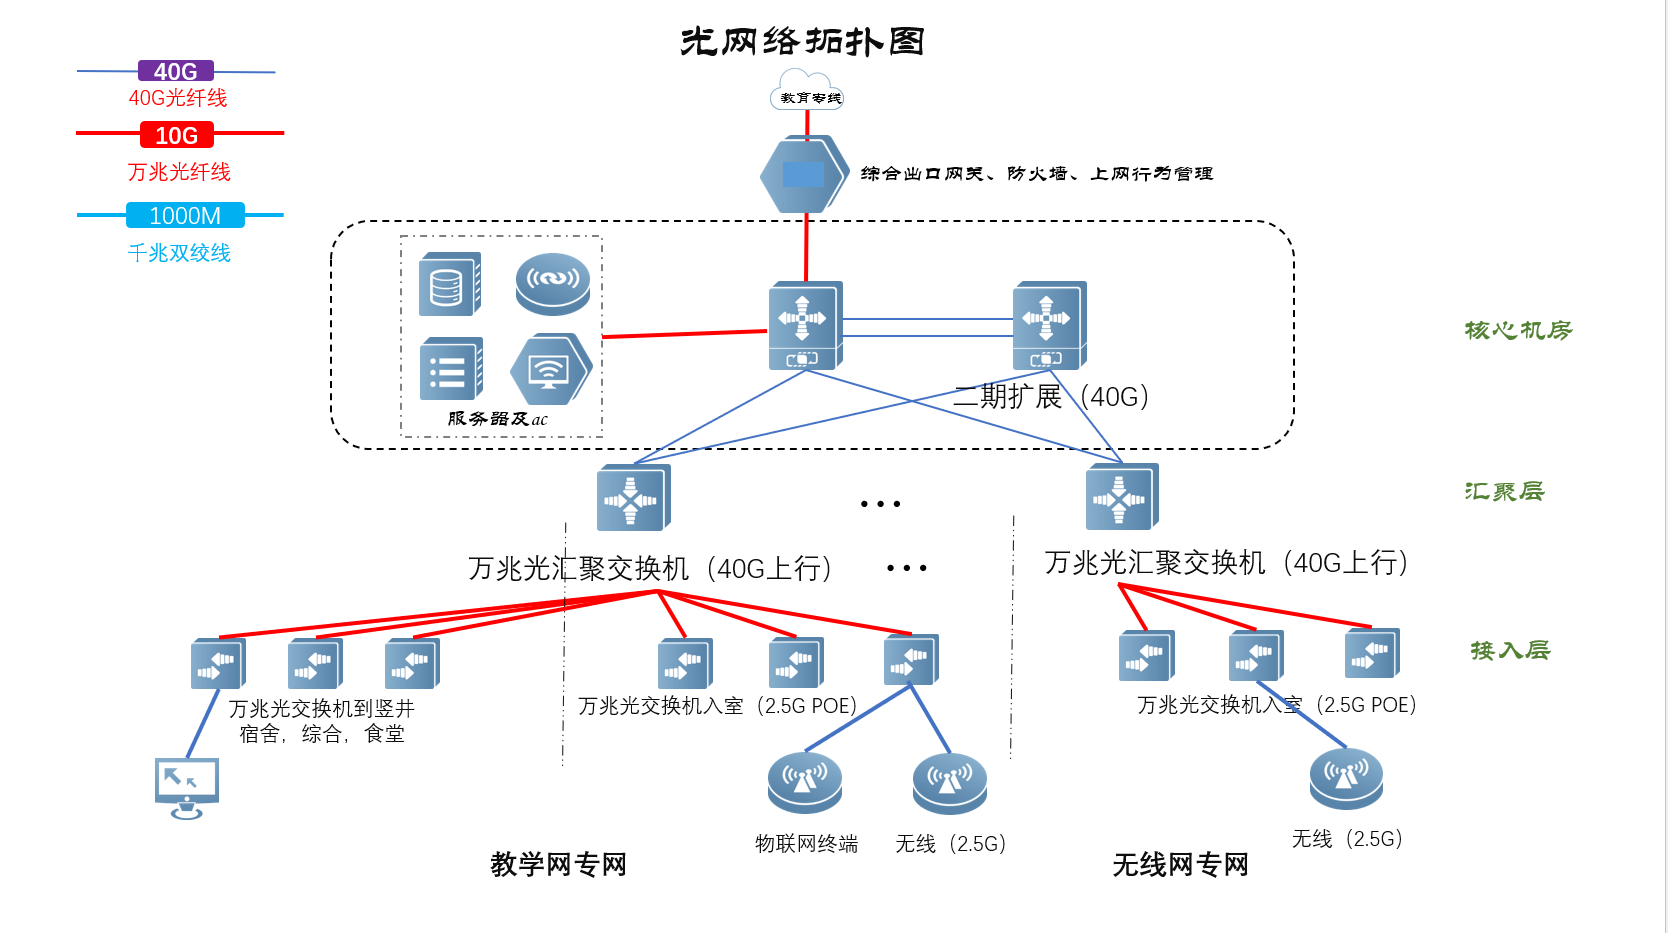 光网络拓扑图
40G
40G光纤线
10G
万兆光纤线
1000M
千兆双绞线
教育专线
综合出口网关、防火墙、上网行为管理
服务器及ac
二期扩展（40G）
核心机房
汇聚层
...
万兆光汇聚交换机（40G上行）
...
万兆光汇聚交换机（40G上行）
接入层
万兆光交换机到竖井
宿舍，综合，食堂
万兆光交换机入室（2.5G POE）
万兆光交换机入室（2.5G POE）
物联网终端
无线（2.5G）
无线（2.5G）
教学网专网
无线网专网